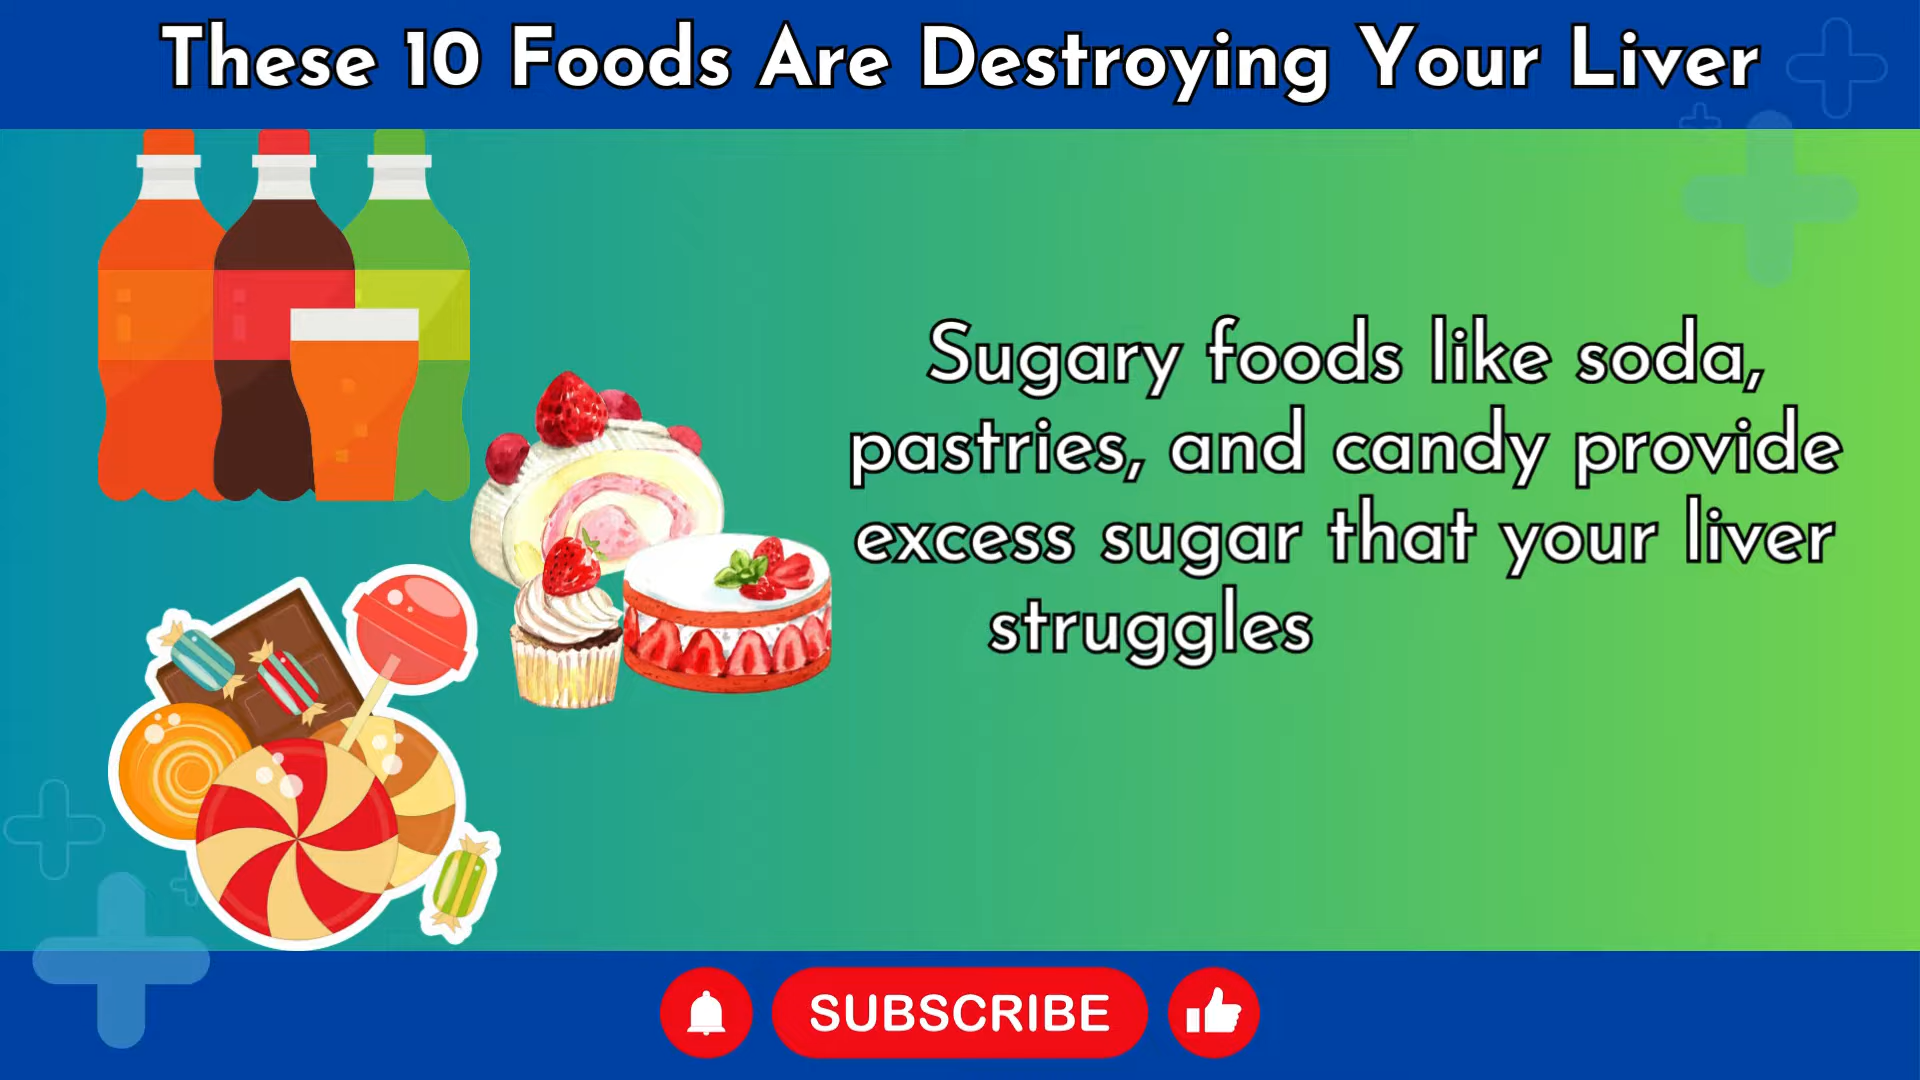 These 10 Foods Are Destroying Your Liver
Sugary foods like soda,
pastries, and candy provide
excess sugar that your liver
struggles
SUBSCRIBE